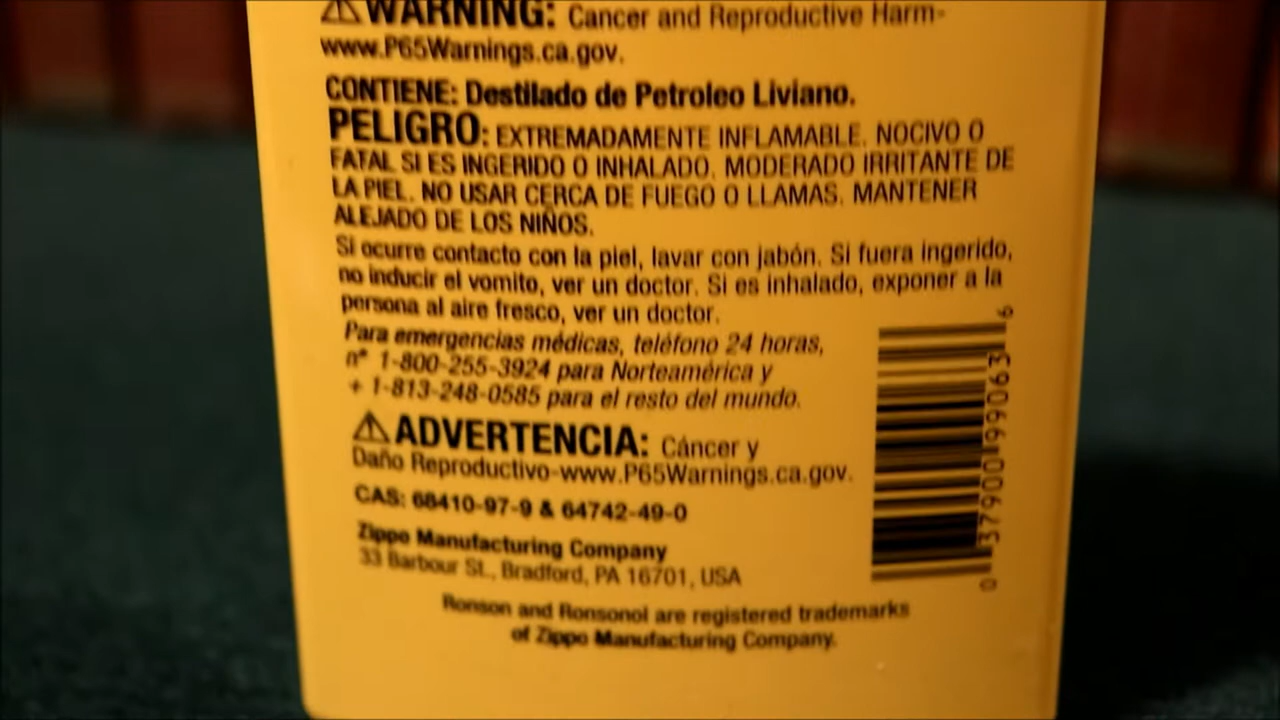 ⚠WARNING: Cancer and Reproductive Harm-
www.P65Warnings.ca.gov.
CONTIENE: Destilado de Petroleo Liviano.
PELIGRO: EXTREMADAMENTE INFLAMABLE. NOCIVO O
FATAL SI ES INGERIDO O INHALADO. MODERADO IRRITANTE DE
LA PIEL. NO USAR CERCA DE FUEGO O LLAMAS. MANTENER
ALEJADO DE LOS NIÑOS.
Si ocurre contacto con la piel, lavar con jabón. Si fuera ingerido,
no inducir el vomito, ver un doctor. Si es inhalado, exponer a la
persona al aire fresco, ver un doctor.
Para emergencias médicas, teléfono 24 horas,
nº 1-800-255-3924 para Norteamérica y
+ 1-813-248-0585 para el resto del mundo.
⚠ADVERTENCIA: Cáncer y
Daño Reproductivo-www.P65Warnings.ca.gov.
CAS: 68410-97-9 & 64742-49-0
Zippo Manufacturing Company
33 Barbour St., Bradford, PA 16701, USA
Ronson and Ronsonol are registered trademarks
of Zippo Manufacturing Company.
0 37900 99063 6